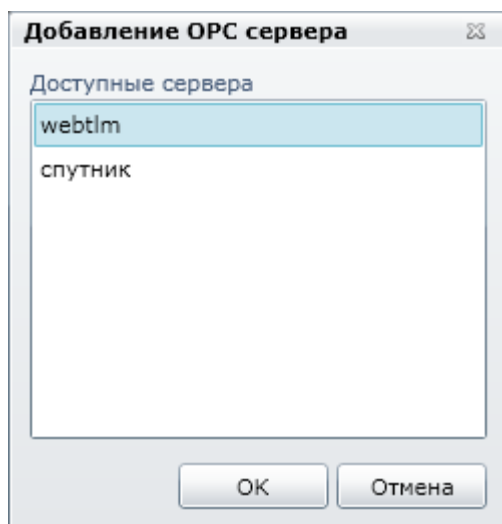 Добавление OPC сервера
Доступные сервера
webtlm
спутник
OK
Отмена